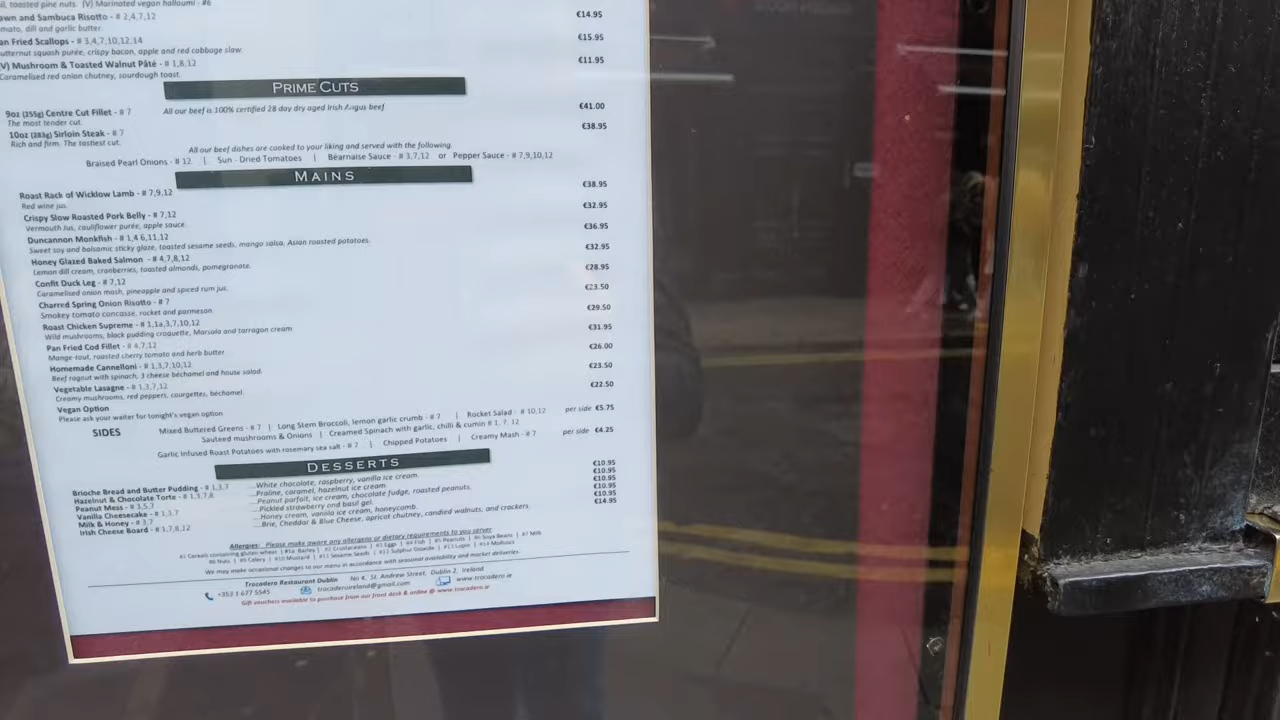 il, toasted pine nuts. (V) Marinated vegan halloumi - #6
awn and Sambuca Risotto - # 2,4,7,12 €14.95
mato, dill and garlic butter.
an Fried Scallops - # 3,4,7,10,12,14 €15.95
utternut squash purée, crispy bacon, apple and red cabbage slaw.
(V) Mushroom & Toasted Walnut Pâté - # 1,8,12 €11.95
Caramelised red onion chutney, sourdough toast.
PRIME CUTS
All our beef is 100% certified 28 day dry aged Irish Angus beef
9oz (255g) Centre Cut Fillet - # 7 €41.00
The most tender cut.
10oz (283g) Sirloin Steak - # 7 €38.95
Rich and firm. The tastiest cut.
All our beef dishes are cooked to your liking and served with the following.
Braised Pearl Onions - # 12 | Sun - Dried Tomatoes | Béarnaise Sauce - # 3,7,12 or Pepper Sauce - # 7,9,10,12
MAINS
Roast Rack of Wicklow Lamb - # 7,9,12 €38.95
Red wine jus.
Crispy Slow Roasted Pork Belly - # 7,12 €32.95
Vermouth Jus, cauliflower purée, apple sauce.
Duncannon Monkfish - # 1,4 6,11,12 €36.95
Sweet soy and balsamic sticky glaze, toasted sesame seeds, mango salsa, Asian roasted potatoes.
Honey Glazed Baked Salmon - # 4,7,8,12 €32.95
Lemon dill cream, cranberries, toasted almonds, pomegranate.
Confit Duck Leg - # 7,12 €28.95
Caramelised onion mash, pineapple and spiced rum jus.
Charred Spring Onion Risotto - # 7 €23.50
Smokey tomato concasse, rocket and parmesan.
Roast Chicken Supreme - # 1,1a,3,7,10,12 €29.50
Wild mushrooms, black pudding croquette, Marsala and tarragon cream
Pan Fried Cod Fillet - # 4,7,12 €31.95
Mange-tout, roasted cherry tomato and herb butter
Homemade Cannelloni - # 1,3,7,10,12 €26.00
Beef ragout with spinach, 3 cheese béchamel and house salad.
Vegetable Lasagne - # 1,3,7,12 €23.50
Creamy mushrooms, red peppers, courgettes, béchamel.
Vegan Option €22.50
Please ask your waiter for tonight's vegan option
SIDES Mixed Buttered Greens - # 7 | Long Stem Broccoli, lemon garlic crumb - # 7 | Rocket Salad - # 10,12 per side €5.75
Sauteed mushrooms & Onions | Creamed Spinach with garlic, chilli & cumin # 1, 7, 12
Garlic Infused Roast Potatoes with rosemary sea salt - # 7 | Chipped Potatoes | Creamy Mash - # 7 per side €4.25
DESSERTS
Brioche Bread and Butter Pudding - # 1,3,7 ...White chocolate, raspberry, vanilla ice cream. €10.95
Hazelnut & Chocolate Torte - # 1,3,7,8 ...Praline, caramel, hazelnut ice cream. €10.95
Peanut Mess - # 3,5,7 ...Peanut parfait, ice cream, chocolate fudge, roasted peanuts. €10.95
Vanilla Cheesecake - # 1,3,7 ...Pickled strawberry and basil gel. €10.95
Milk & Honey - # 3,7 ...Honey cream, vanilla ice cream, honeycomb. €10.95
Irish Cheese Board - # 1,7,8,12 ...Brie, Cheddar & Blue Cheese, apricot chutney, candied walnuts, and crackers. €14.95
Allergies: Please make aware any allergens or dietary requirements to you server
#1 Cereals containing gluten wheat | #1a Barley | #2 Crustaceans | #3 Eggs | #4 Fish | #5 Peanuts | #6 Soya Beans | #7 Milk
#8 Nuts | #9 Celery | #10 Mustard | #11 Sesame Seeds | #12 Sulphur Dioxide | #13 Lupin | #14 Molluscs
We may make occasional changes to our menu in accordance with seasonal availability and market deliveries.
Trocadero Restaurant Dublin No 4, St. Andrew Street, Dublin 2, Ireland
+353 1 677 5545 trocaderoireland@gmail.com www.trocadero.ie
Gift vouchers available to purchase from our front desk & online @ www.trocadero.ie